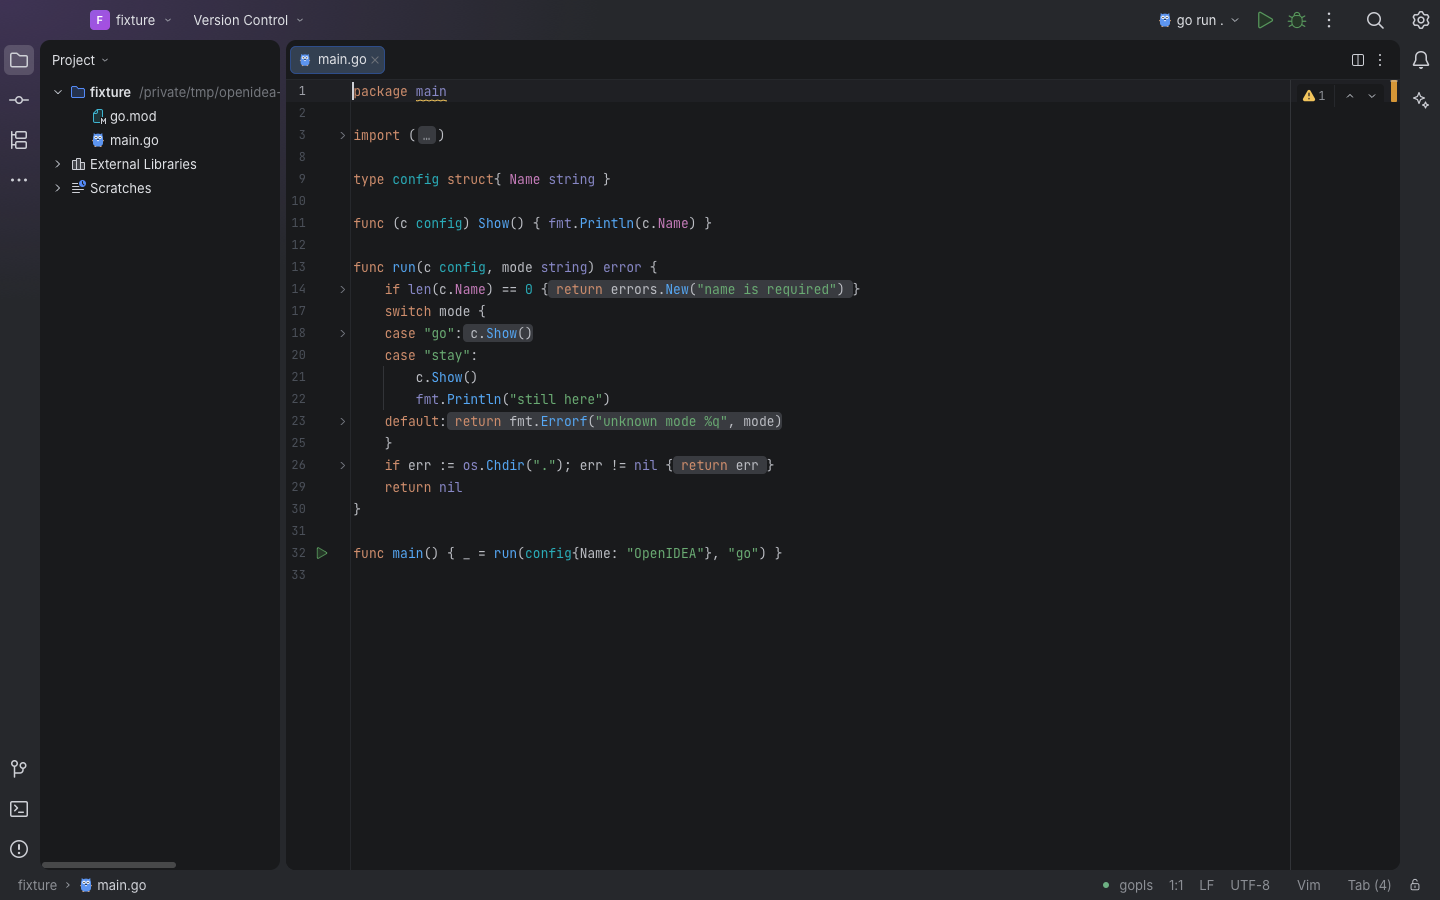 F fixture Version Control go run .
Project
main.go
fixture /private/tmp/openidea-
go.mod
main.go
External Libraries
Scratches
1 package main
2
3 import (…)
8
9 type config struct{ Name string }
10
11 func (c config) Show() { fmt.Println(c.Name) }
12
13 func run(c config, mode string) error {
14 if len(c.Name) == 0 { return errors.New("name is required") }
17 switch mode {
18 case "go": c.Show()
20 case "stay":
21 c.Show()
22 fmt.Println("still here")
23 default: return fmt.Errorf("unknown mode %q", mode)
25 }
26 if err := os.Chdir("."); err != nil { return err }
29 return nil
30 }
31
32 func main() { _ = run(config{Name: "OpenIDEA"}, "go") }
33
1
fixture main.go gopls 1:1 LF UTF-8 Vim Tab (4)